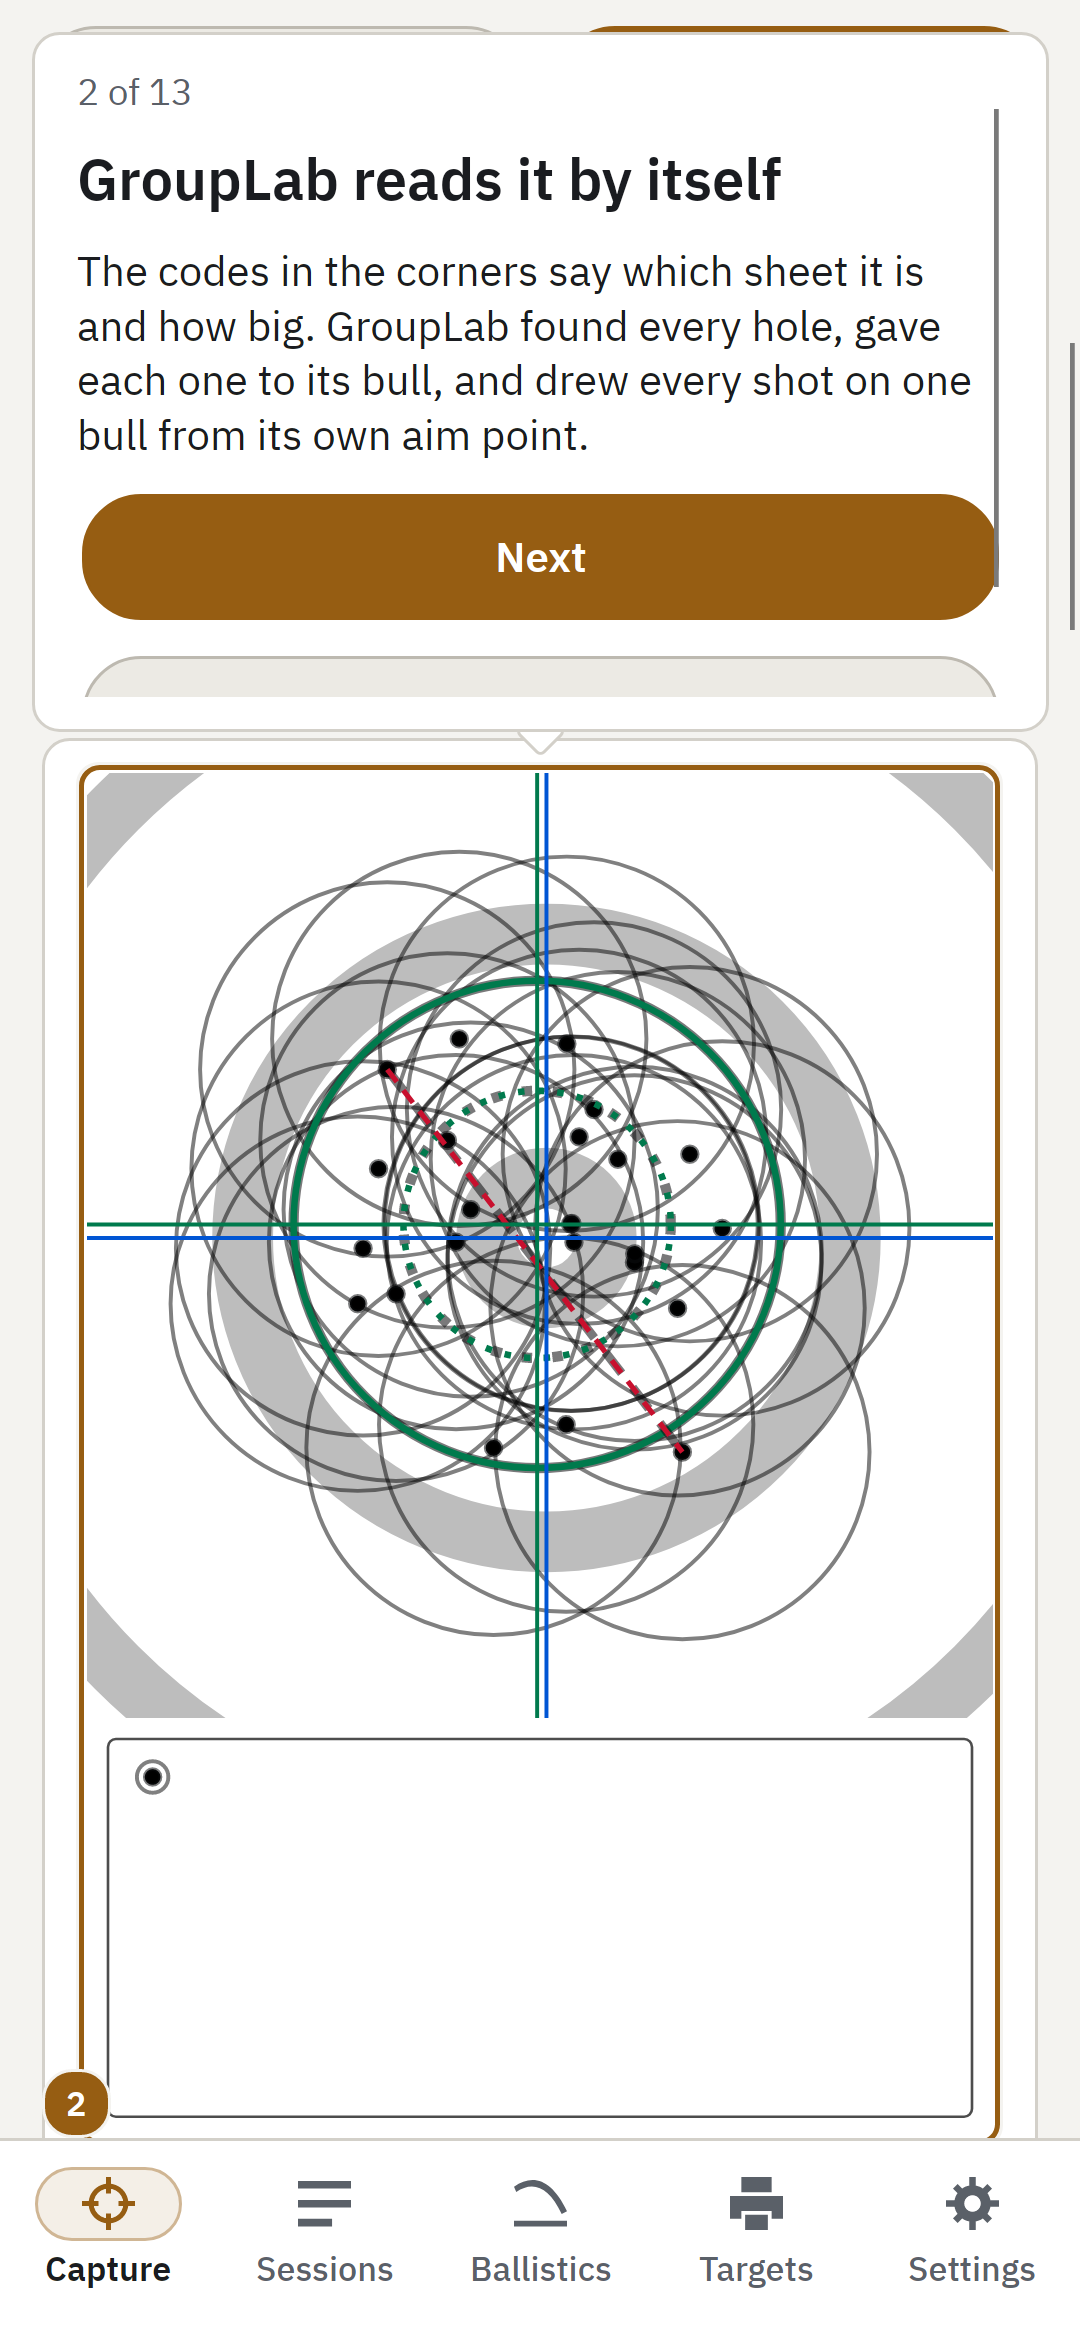 2 of 13
GroupLab reads it by itself
The codes in the corners say which sheet it is
and how big. GroupLab found every hole, gave
each one to its bull, and drew every shot on one
bull from its own aim point.
Next
2
Capture
Sessions
Ballistics
Targets
Settings